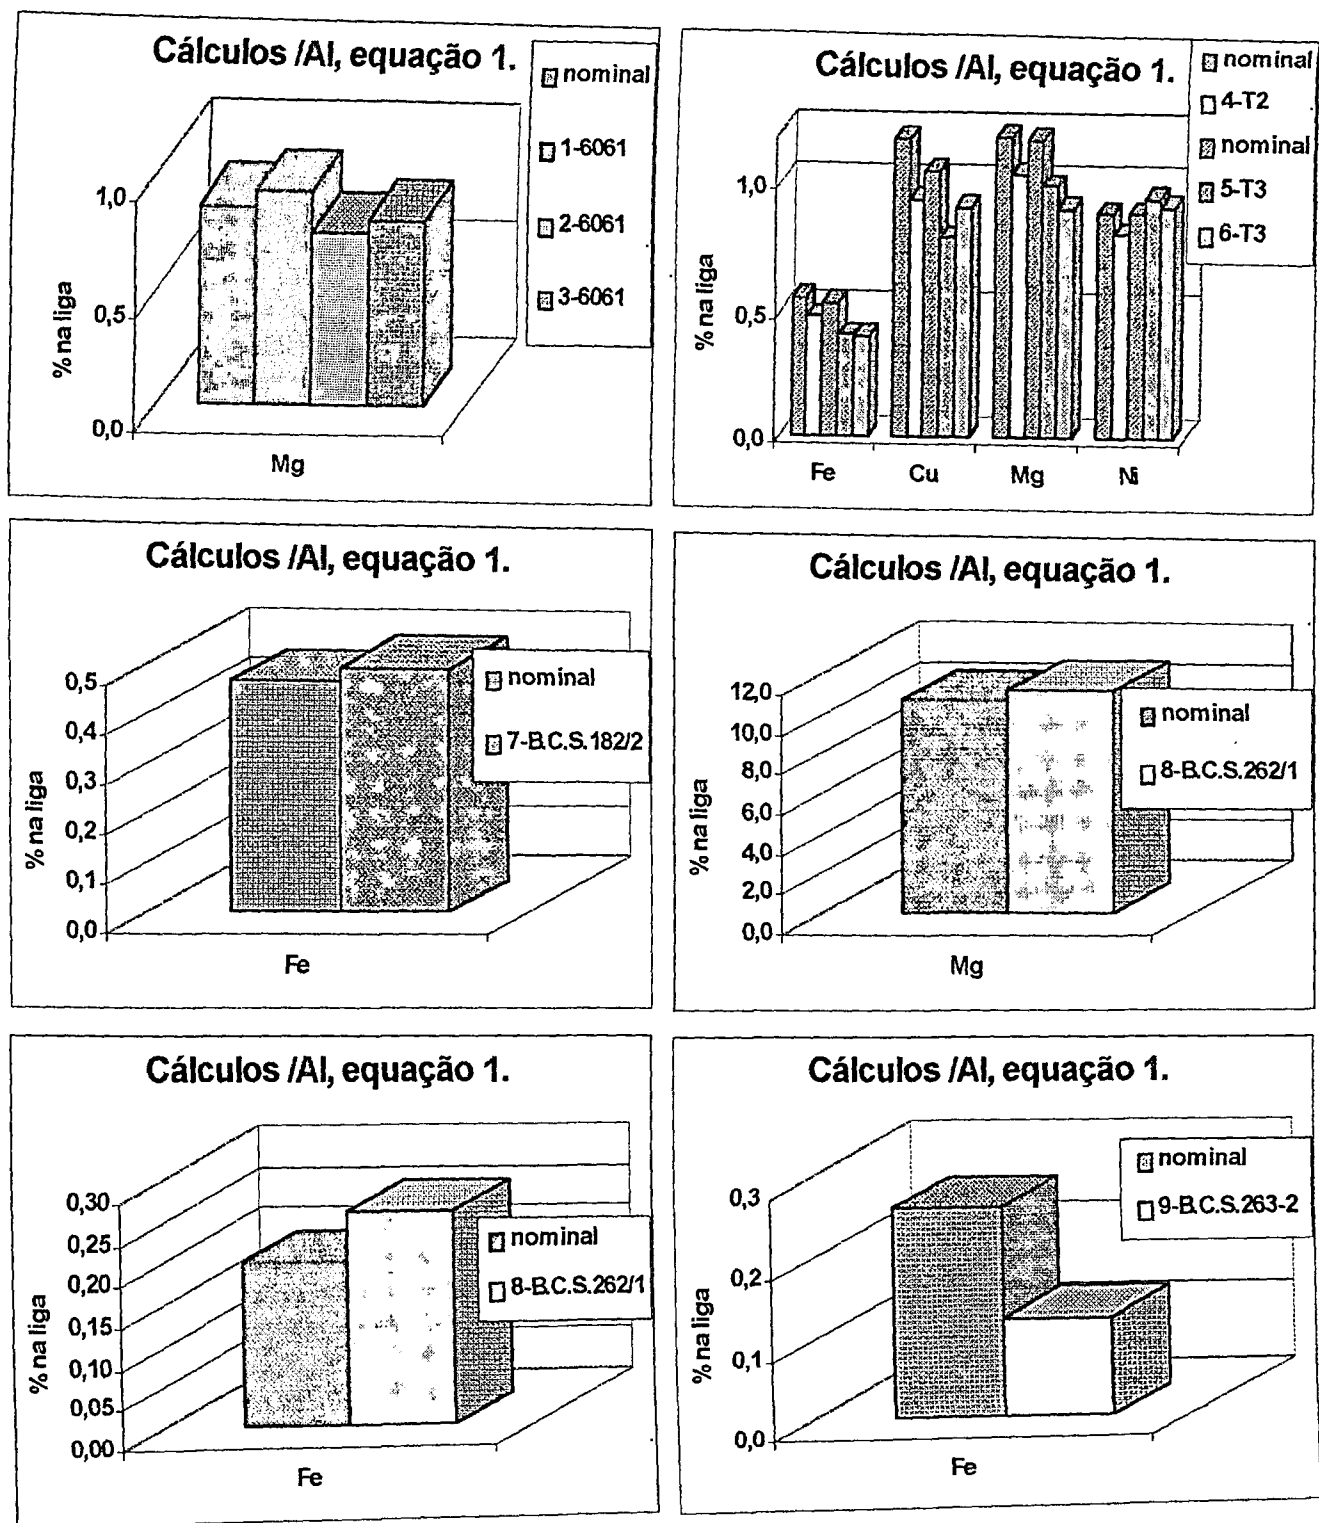 Cálculos /Al, equação 1.
nominal
1-6061
2-6061
3-6061
% na liga
1,0
0,5
0,0
Mg
Cálculos /Al, equação 1.
nominal
4-T2
nominal
5-T3
6-T3
% na liga
1,0
0,5
0,0
Fe Cu Mg Ni
Cálculos /Al, equação 1.
nominal
7-B.C.S.182/2
% na liga
0,5
0,4
0,3
0,2
0,1
0,0
Fe
Cálculos /Al, equação 1.
nominal
8-B.C.S.262/1
% na liga
12,0
10,0
8,0
6,0
4,0
2,0
0,0
Mg
Cálculos /Al, equação 1.
nominal
8-B.C.S.262/1
% na liga
0,30
0,25
0,20
0,15
0,10
0,05
0,00
Fe
Cálculos /Al, equação 1.
nominal
9-B.C.S.263-2
% na liga
0,3
0,2
0,1
0,0
Fe